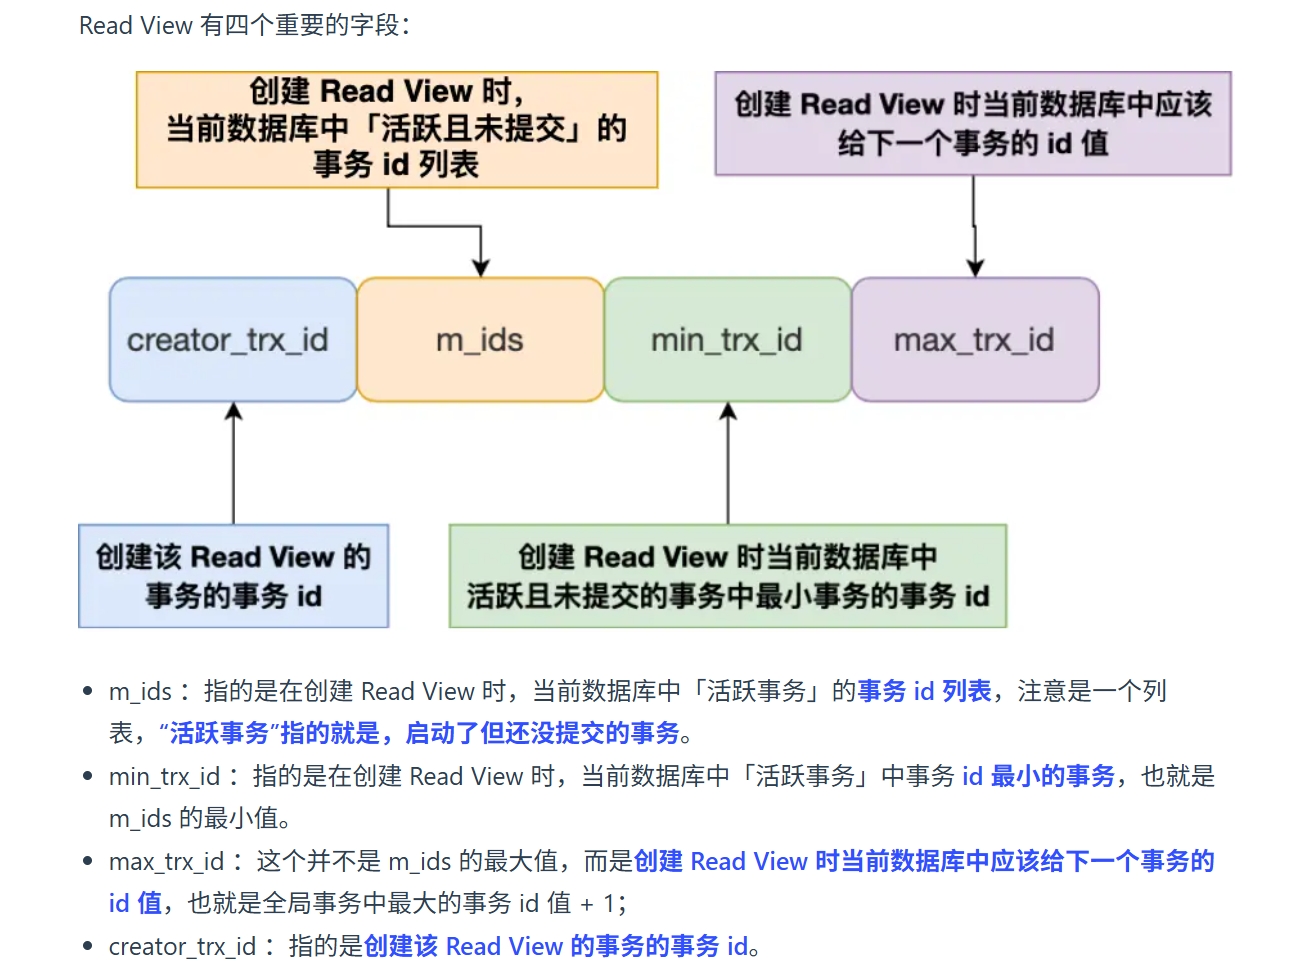 Read View 有四个重要的字段：
创建 Read View 时，
当前数据库中「活跃且未提交」的
事务 id 列表
创建 Read View 时当前数据库中应该
给下一个事务的 id 值
creator_trx_id
m_ids
min_trx_id
max_trx_id
创建该 Read View 的
事务的事务 id
创建 Read View 时当前数据库中
活跃且未提交的事务中最小事务的事务 id
m_ids ：指的是在创建 Read View 时，当前数据库中「活跃事务」的事务 id 列表，注意是一个列
表，“活跃事务”指的就是，启动了但还没提交的事务。
min_trx_id ：指的是在创建 Read View 时，当前数据库中「活跃事务」中事务 id 最小的事务，也就是
m_ids 的最小值。
max_trx_id ：这个并不是 m_ids 的最大值，而是创建 Read View 时当前数据库中应该给下一个事务的
id 值，也就是全局事务中最大的事务 id 值 + 1；
creator_trx_id ：指的是创建该 Read View 的事务的事务 id。